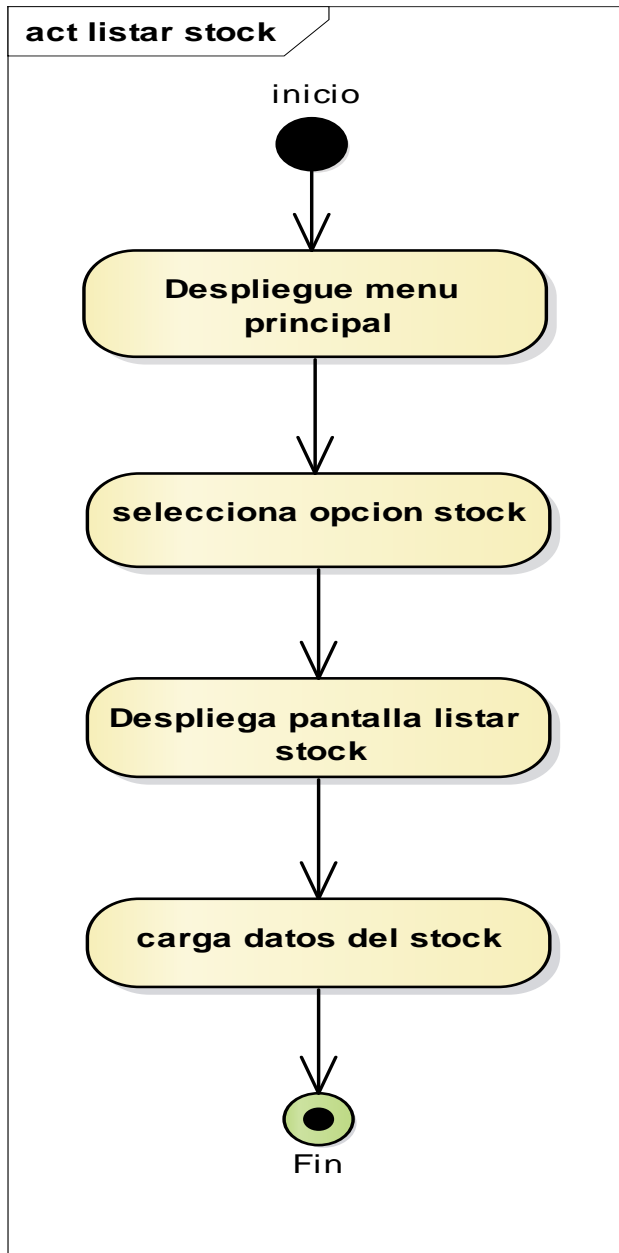 act listar stock
inicio
Despliegue menu
principal
selecciona opcion stock
Despliega pantalla listar
stock
carga datos del stock
Fin